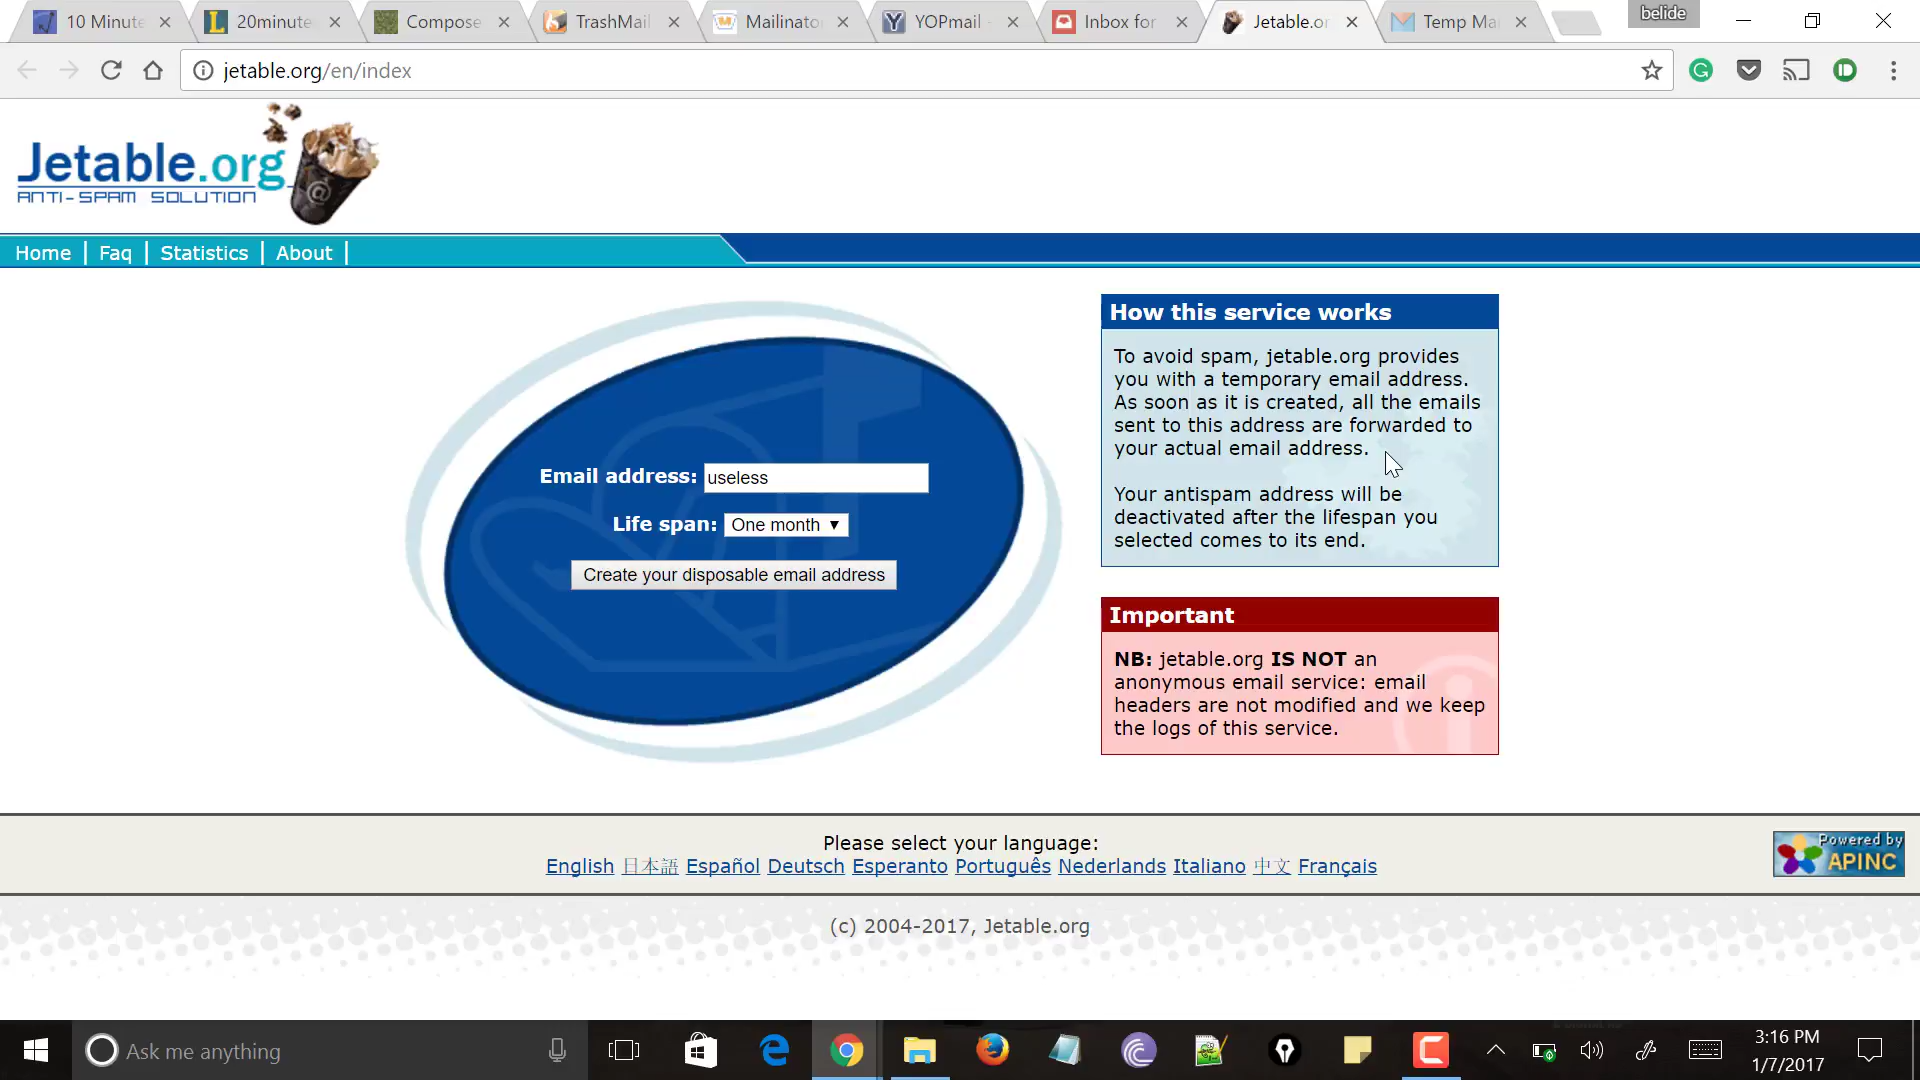 10 Minute
20minute
Compose
TrashMail
Mailinato
YOPmail -
Inbox for
Jetable.or
Temp Ma
belide
jetable.org/en/index
Jetable.org
ANTI-SPAM SOLUTION
@
Home | Faq | Statistics | About |
Email address: useless
Life span: One month
Create your disposable email address
How this service works
To avoid spam, jetable.org provides
you with a temporary email address.
As soon as it is created, all the emails
sent to this address are forwarded to
your actual email address.
Your antispam address will be
deactivated after the lifespan you
selected comes to its end.
Important
NB: jetable.org IS NOT an
anonymous email service: email
headers are not modified and we keep
the logs of this service.
Please select your language:
English 日本語 Español Deutsch Esperanto Português Nederlands Italiano 中文 Français
Powered by
APINC
(c) 2004-2017, Jetable.org
Ask me anything
3:16 PM
1/7/2017